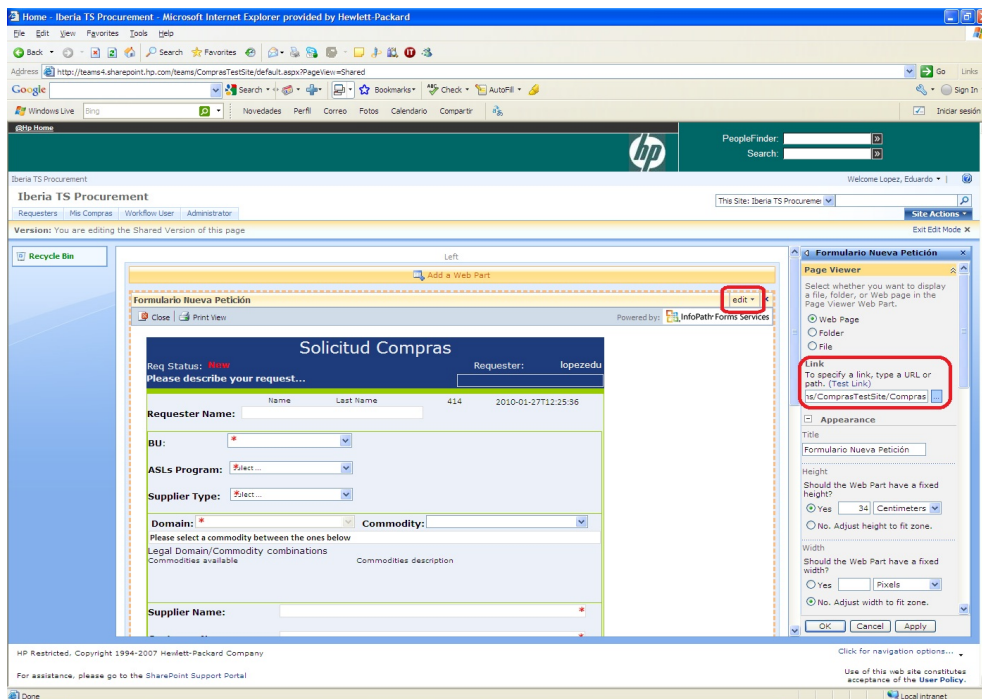 Home - Iberia TS Procurement - Microsoft Internet Explorer provided by Hewlett-Packard
File Edit View Favorites Tools Help
Back Search Favorites
Address http://teams4.sharepoint.hp.com/teams/ComprasTestSite/default.aspx?PageView=Shared Go Links
Google Search Bookmarks Check AutoFill Sign In
Windows Live Bing Novedades Perfil Correo Fotos Calendario Compartir Iniciar sesión
@Hp Home
hp
PeopleFinder:
Search:
Iberia TS Procurement Welcome Lopez, Eduardo
Iberia TS Procurement This Site: Iberia TS Procureme
Requesters Mis Compras Workflow User Administrator Site Actions
Version: You are editing the Shared Version of this page Exit Edit Mode X
Recycle Bin
Left
Add a Web Part
Formulario Nueva Petición edit
Close Print View Powered by: InfoPath Forms Services
Solicitud Compras
Req Status: New Requester: lopezedu
Please describe your request...
Name Last Name 414 2010-01-27T12:25:36
Requester Name:
BU: *
ASLs Program: * Select...
Supplier Type: * Select...
Domain: * Commodity:
Please select a commodity between the ones below
Legal Domain/Commodity combinations
Commodities available Commodities description
Supplier Name: *
Formulario Nueva Petición x
Page Viewer
Select whether you want to display
a file, folder, or Web page in the
Page Viewer Web Part.
Web Page
Folder
File
Link
To specify a link, type a URL or
path. (Test Link)
ns/ComprasTestSite/Compras ...
Appearance
Title
Formulario Nueva Petición
Height
Should the Web Part have a fixed
height?
Yes 34 Centimeters
No. Adjust height to fit zone.
Width
Should the Web Part have a fixed
width?
Yes Pixels
No. Adjust width to fit zone.
OK Cancel Apply
HP Restricted. Copyright 1994-2007 Hewlett-Packard Company Click for navigation options...
For assistance, please go to the SharePoint Support Portal
Use of this web site constitutes
acceptance of the User Policy.
Done Local intranet